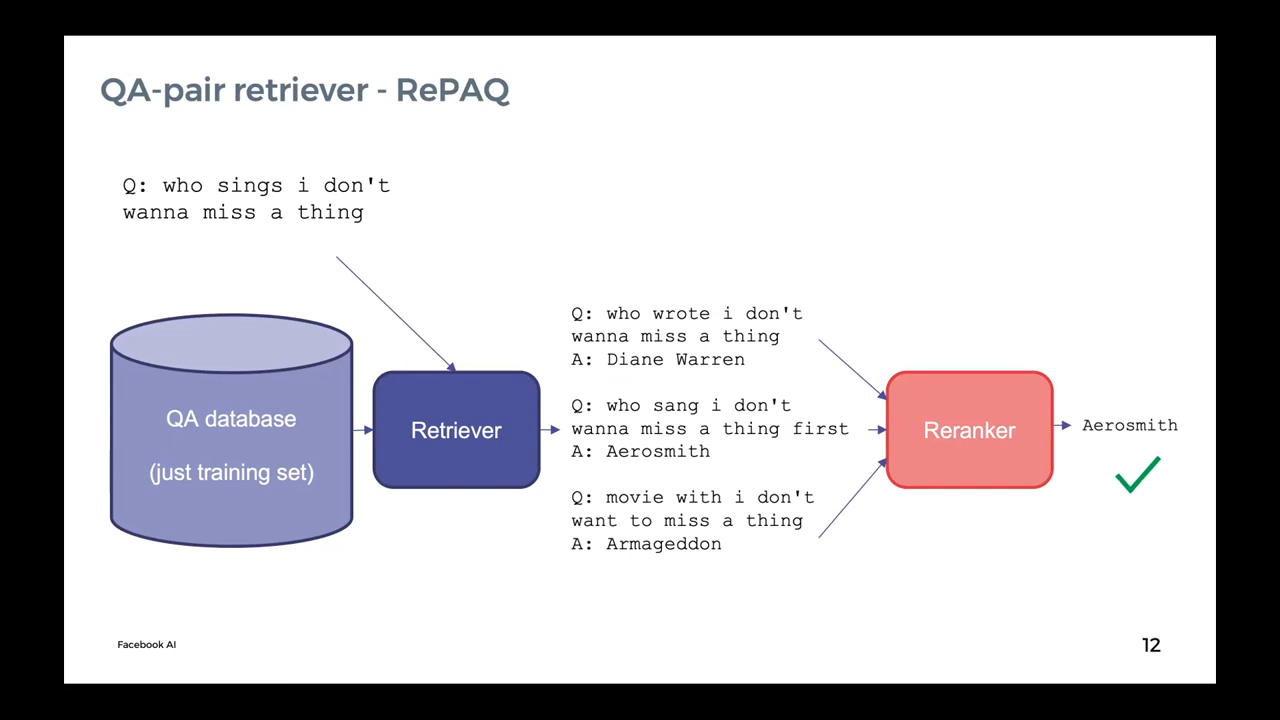 QA-pair retriever - RePAQ
Q: who sings i don't
wanna miss a thing
QA database
(just training set)
Retriever
Q: who wrote i don't
wanna miss a thing
A: Diane Warren
Q: who sang i don't
wanna miss a thing first
A: Aerosmith
Q: movie with i don't
want to miss a thing
A: Armageddon
Reranker
Aerosmith
Facebook AI
12